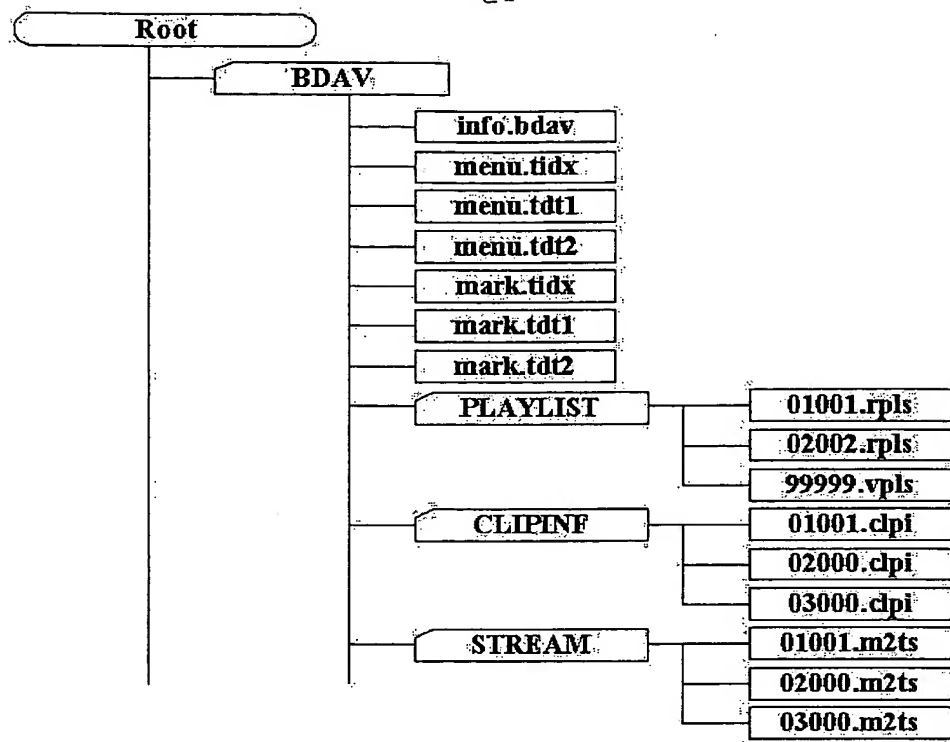 Root
BDAV
info.bdav
menu.tidx
menu.tdt1
menu.tdt2
mark.tidx
mark.tdt1
mark.tdt2
PLAYLIST
01001.rpls
02002.rpls
99999.vpls
CLIPINF
01001.clpi
02000.clpi
03000.clpi
STREAM
01001.m2ts
02000.m2ts
03000.m2ts